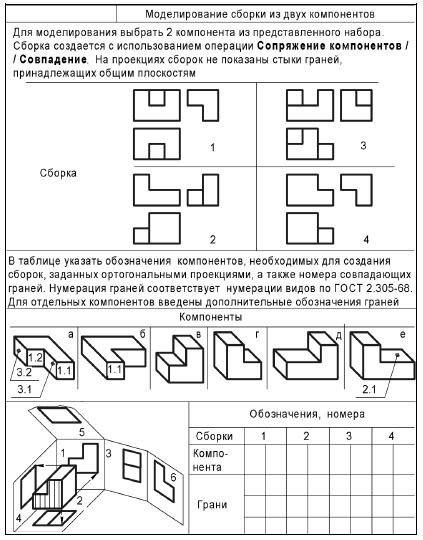 Моделирование сборки из двух компонентов
Для моделирования выбрать 2 компонента из представленного набора.
Сборка создается с использованием операции Сопряжение компонентов /
/ Совпадение. На проекциях сборок не показаны стыки граней,
принадлежащих общим плоскостям
Сборка
1
3
2
4
В таблице указать обозначения компонентов, необходимых для создания
сборок, заданных ортогональными проекциями, а также номера совпадающих
граней. Нумерация граней соответствует нумерации видов по ГОСТ 2.305-68.
Для отдельных компонентов введены дополнительные обозначения граней
Компоненты
а б в г д е
1.2
3.2
1.1
1.1
3.1
2.1
Обозначения, номера
5
Сборки 1 2 3 4
1
3
Компо-
нента
6
2
4
Грани